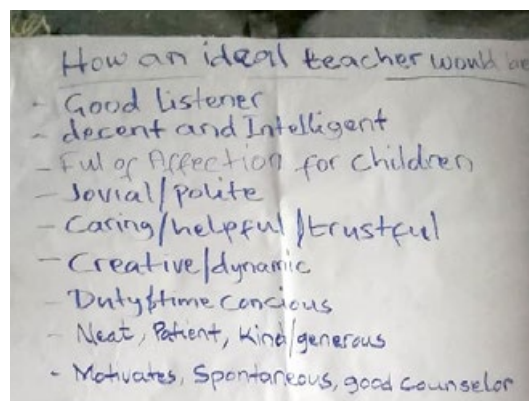 How an ideal teacher would be
- Good listener
- decent and Intelligent
- Ful of Affection for children
- Jovial/polite
- Caring/helpful/trustful
- Creative/dynamic
- Duty&time concious
- Neat, Patient, Kind/generous
- Motivates, Spontaneous, good counselor